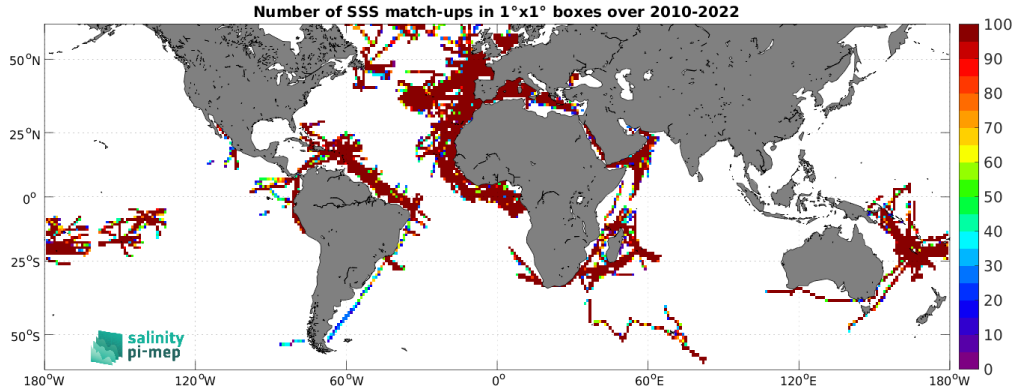 Number of SSS match-ups in 1°x1° boxes over 2010-2022
50°N
25°N
0°
25°S
50°S
180°W
120°W
60°W
0°
60°E
120°E
180°W
100
90
80
70
60
50
40
30
20
10
0
salinity
pi-mep